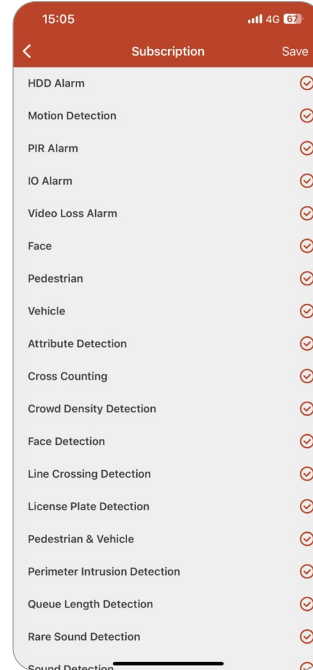 15:05 4G 67
Subscription Save
HDD Alarm
Motion Detection
PIR Alarm
IO Alarm
Video Loss Alarm
Face
Pedestrian
Vehicle
Attribute Detection
Cross Counting
Crowd Density Detection
Face Detection
Line Crossing Detection
License Plate Detection
Pedestrian & Vehicle
Perimeter Intrusion Detection
Queue Length Detection
Rare Sound Detection
Sound Detection